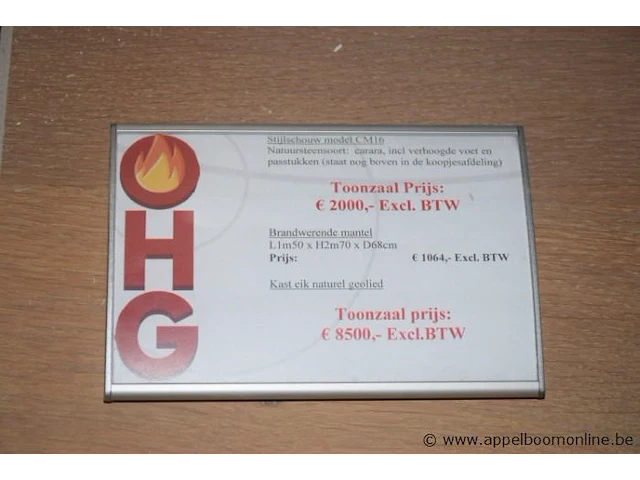 OHG
Stijlschouw model CM16
Natuursteensoort: carara, incl verhoogde voet en
passtukken (staat nog boven in de koopjesafdeling)
Toonzaal Prijs:
€ 2000,- Excl. BTW
Brandwerende mantel
L1m50 x H2m70 x D68cm
Prijs: € 1064,- Excl. BTW
Kast eik naturel geolied
Toonzaal prijs:
€ 8500,- Excl.BTW
© www.appelboomonline.be